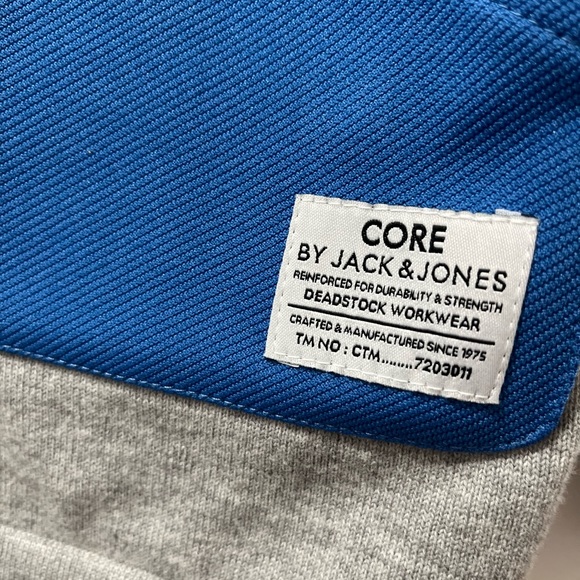 CORE
BY JACK & JONES
REINFORCED FOR DURABILITY & STRENGTH
DEADSTOCK WORKWEAR
CRAFTED & MANUFACTURED SINCE 1975
TM NO : CTM........7203011